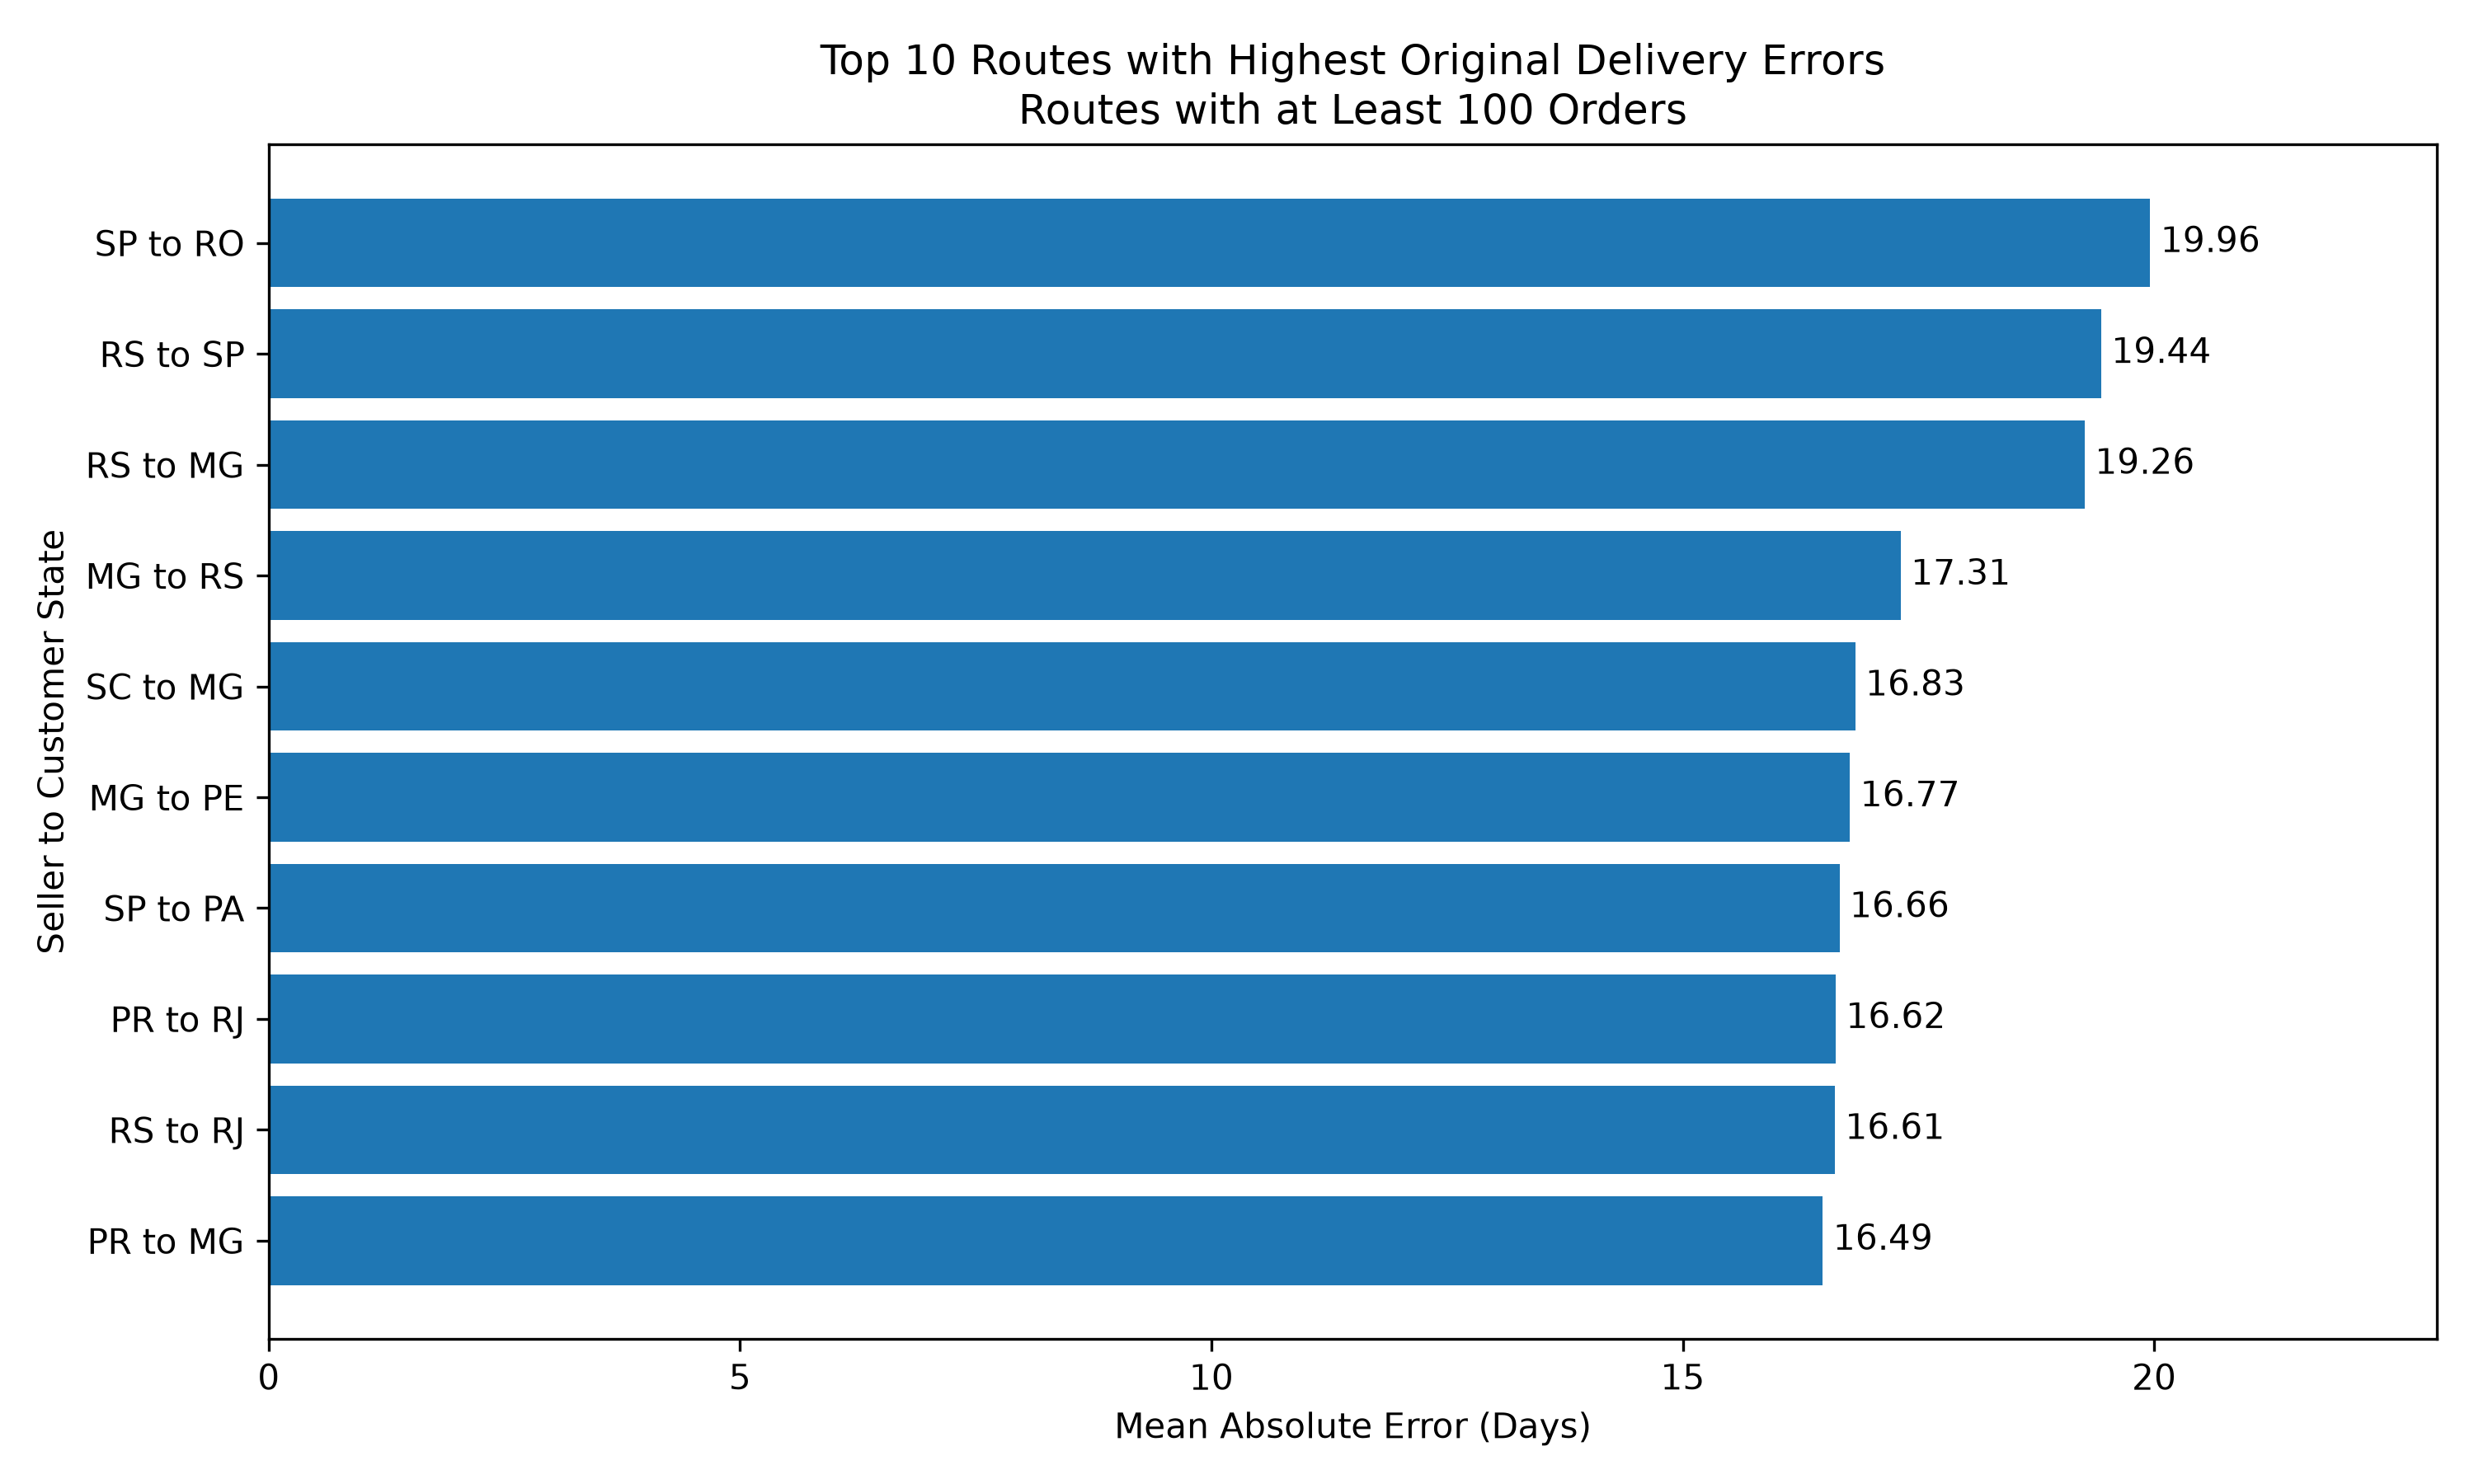 Top 10 Routes with Highest Original Delivery Errors
Routes with at Least 100 Orders
Seller to Customer State
SP to RO 19.96
RS to SP 19.44
RS to MG 19.26
MG to RS 17.31
SC to MG 16.83
MG to PE 16.77
SP to PA 16.66
PR to RJ 16.62
RS to RJ 16.61
PR to MG 16.49
0 5 10 15 20
Mean Absolute Error (Days)